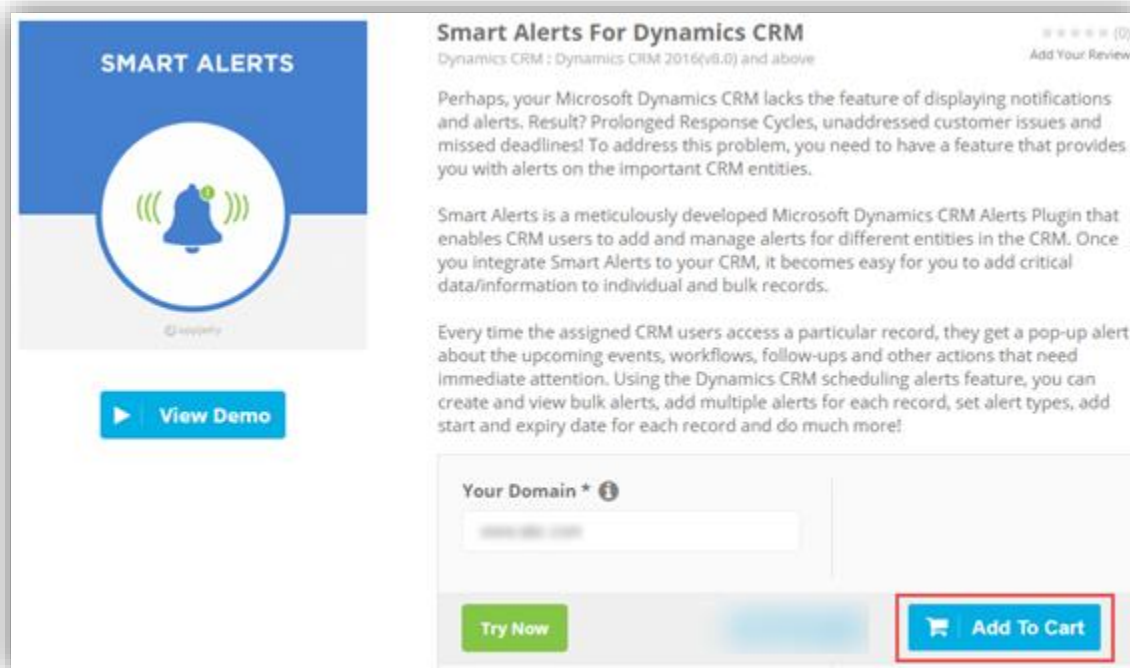 SMART ALERTS
View Demo
Smart Alerts For Dynamics CRM
(0)
Dynamics CRM : Dynamics CRM 2016(v8.0) and above
Add Your Review
Perhaps, your Microsoft Dynamics CRM lacks the feature of displaying notifications
and alerts. Result? Prolonged Response Cycles, unaddressed customer issues and
missed deadlines! To address this problem, you need to have a feature that provides
you with alerts on the important CRM entities.
Smart Alerts is a meticulously developed Microsoft Dynamics CRM Alerts Plugin that
enables CRM users to add and manage alerts for different entities in the CRM. Once
you integrate Smart Alerts to your CRM, it becomes easy for you to add critical
data/information to individual and bulk records.
Every time the assigned CRM users access a particular record, they get a pop-up alert
about the upcoming events, workflows, follow-ups and other actions that need
immediate attention. Using the Dynamics CRM scheduling alerts feature, you can
create and view bulk alerts, add multiple alerts for each record, set alert types, add
start and expiry date for each record and do much more!
Your Domain *
Try Now
Add To Cart